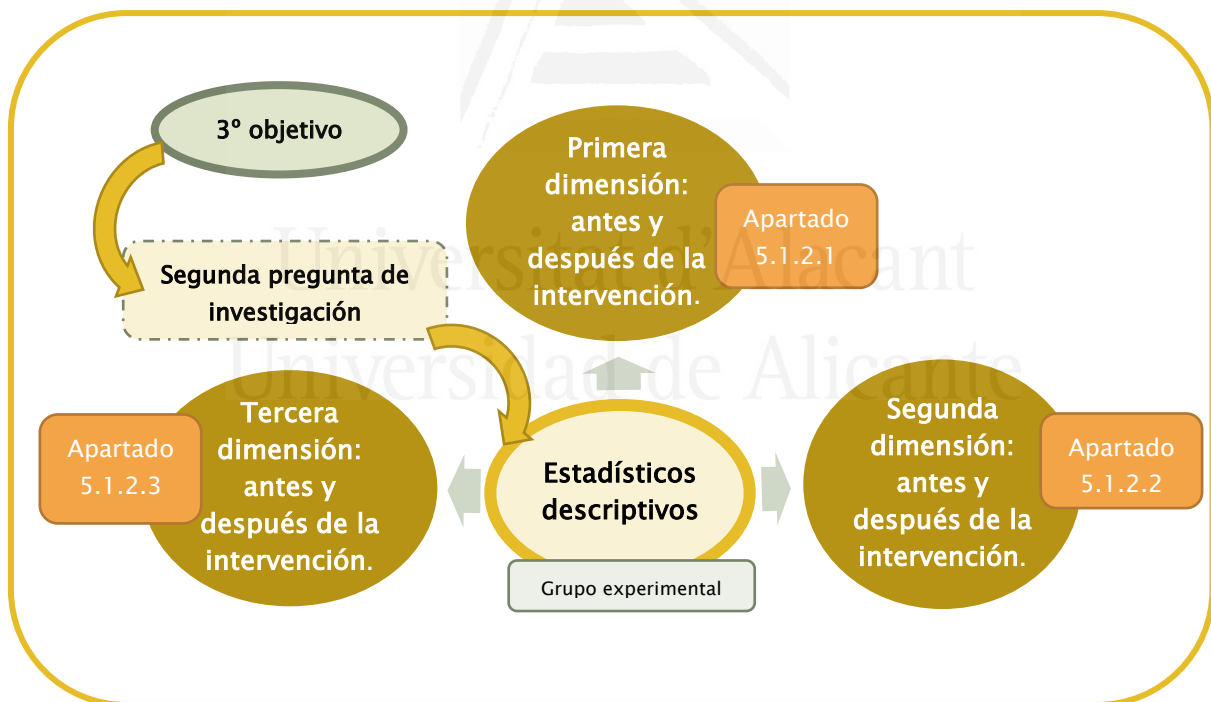 3º objetivo
Primera
dimensión:
antes y
después de la
intervención.
Apartado
5.1.2.1
Universitat d'Alacant
Universidad de Alicante
Segunda pregunta de
investigación
Tercera
dimensión:
antes y
después de la
intervención.
Apartado
5.1.2.3
Estadísticos
descriptivos
Grupo experimental
Segunda
dimensión:
antes y
después de la
intervención.
Apartado
5.1.2.2